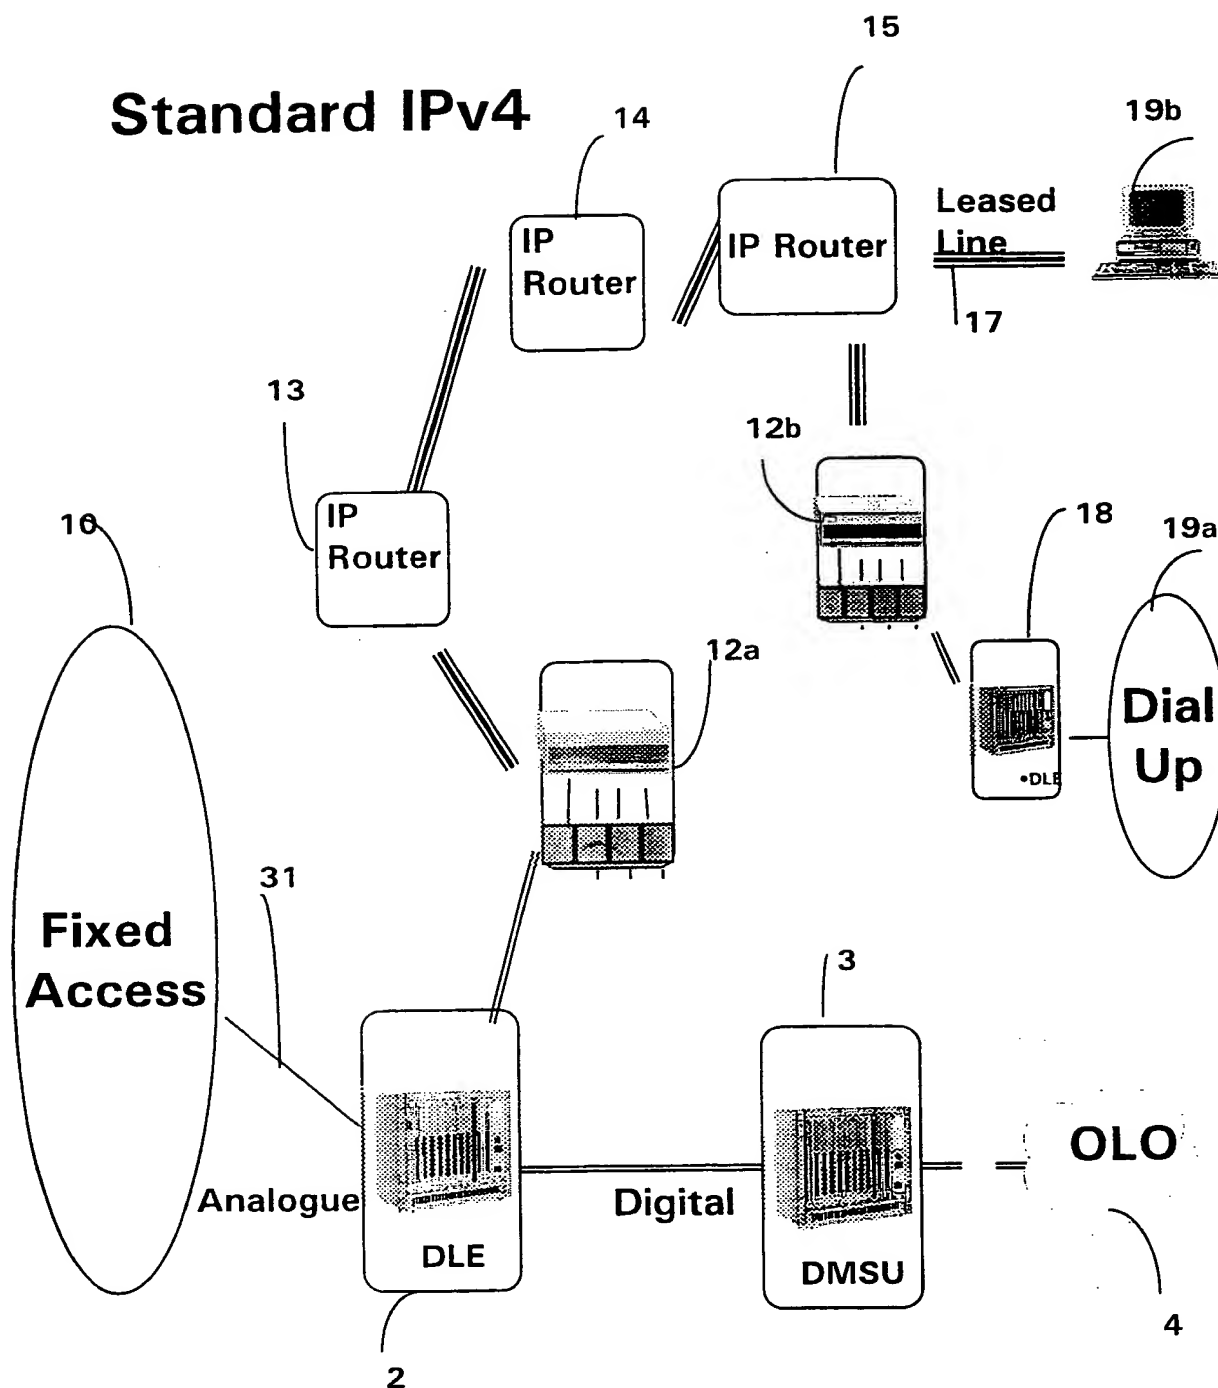 15
Standard IPv4
14
19b
Leased
Line
IP
Router
IP Router
17
13
12b
IP
Router
10
18
19a
12a
Dial
Up
•DLE
31
Fixed
Access
3
OLO
Analogue
Digital
DLE
DMSU
4
2